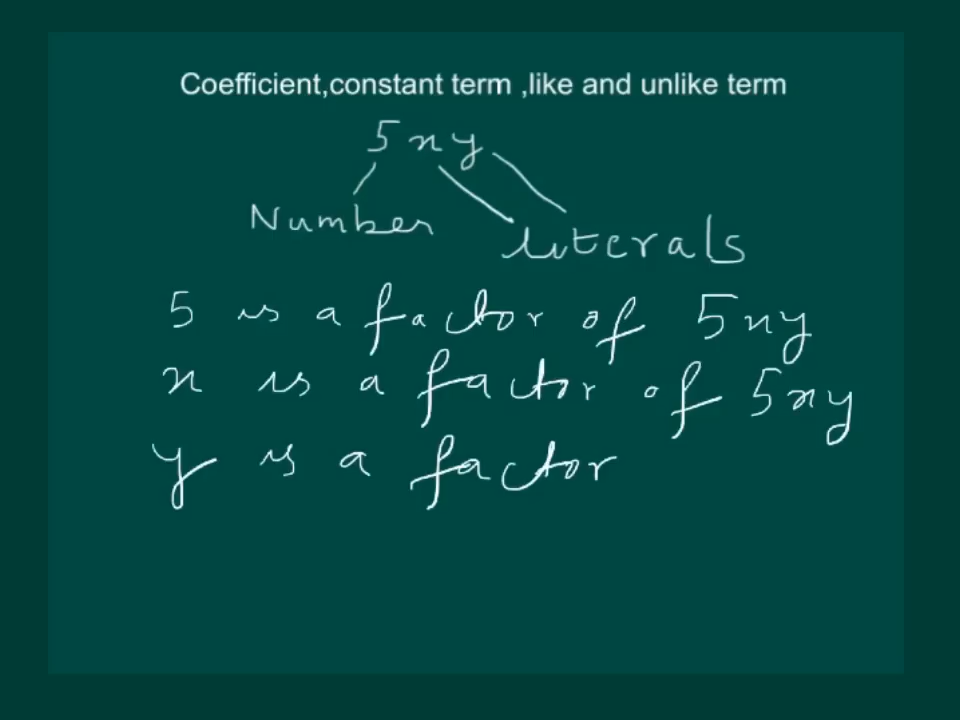 Coefficient,constant term ,like and unlike term
5xy
Number literals
5 is a factor of 5xy
x is a factor of 5xy
y is a factor